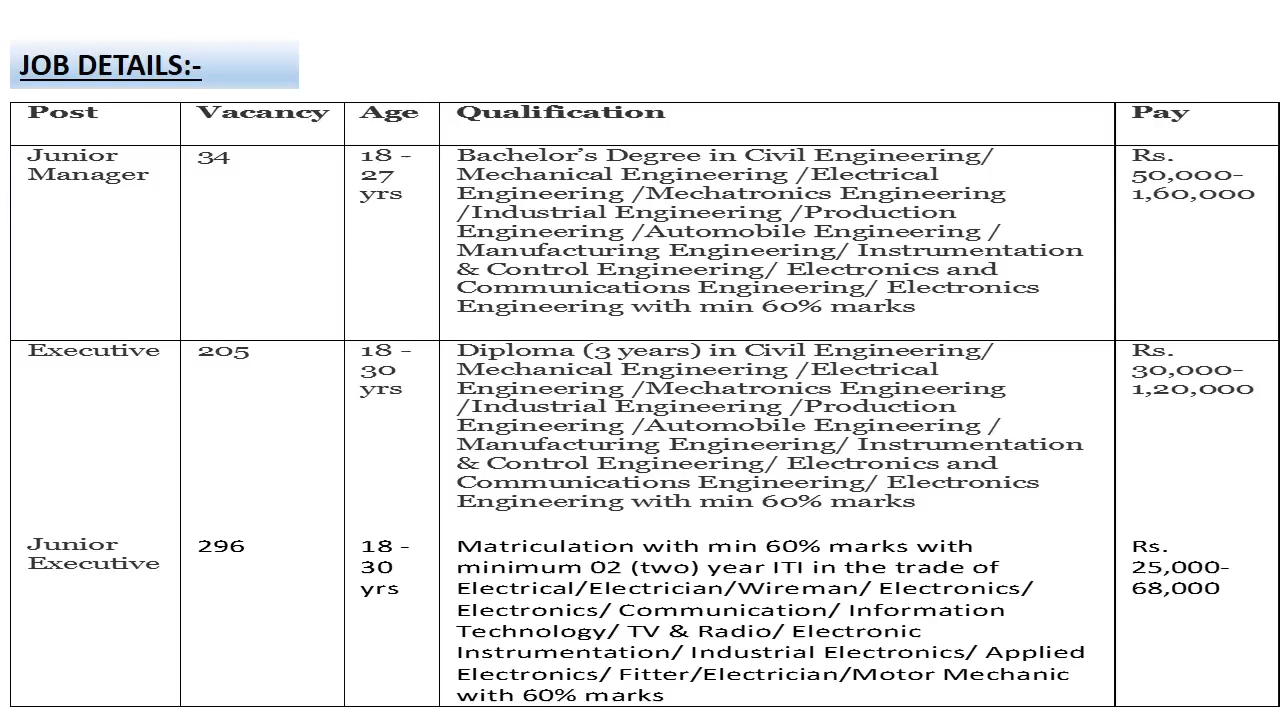 JOB DETAILS:-
Post Vacancy Age Qualification Pay
Junior Manager 34 18 - 27 yrs Bachelor’s Degree in Civil Engineering/
Mechanical Engineering /Electrical
Engineering /Mechatronics Engineering
/Industrial Engineering /Production
Engineering /Automobile Engineering /
Manufacturing Engineering/ Instrumentation
& Control Engineering/ Electronics and
Communications Engineering/ Electronics
Engineering with min 60% marks
Rs. 50,000-1,60,000
Executive 205 18 - 30 yrs Diploma (3 years) in Civil Engineering/
Mechanical Engineering /Electrical
Engineering /Mechatronics Engineering
/Industrial Engineering /Production
Engineering /Automobile Engineering /
Manufacturing Engineering/ Instrumentation
& Control Engineering/ Electronics and
Communications Engineering/ Electronics
Engineering with min 60% marks
Rs. 30,000-1,20,000
Junior Executive 296 18 - 30 yrs Matriculation with min 60% marks with
minimum 02 (two) year ITI in the trade of
Electrical/Electrician/Wireman/ Electronics/
Electronics/ Communication/ Information
Technology/ TV & Radio/ Electronic
Instrumentation/ Industrial Electronics/ Applied
Electronics/ Fitter/Electrician/Motor Mechanic
with 60% marks
Rs. 25,000-68,000